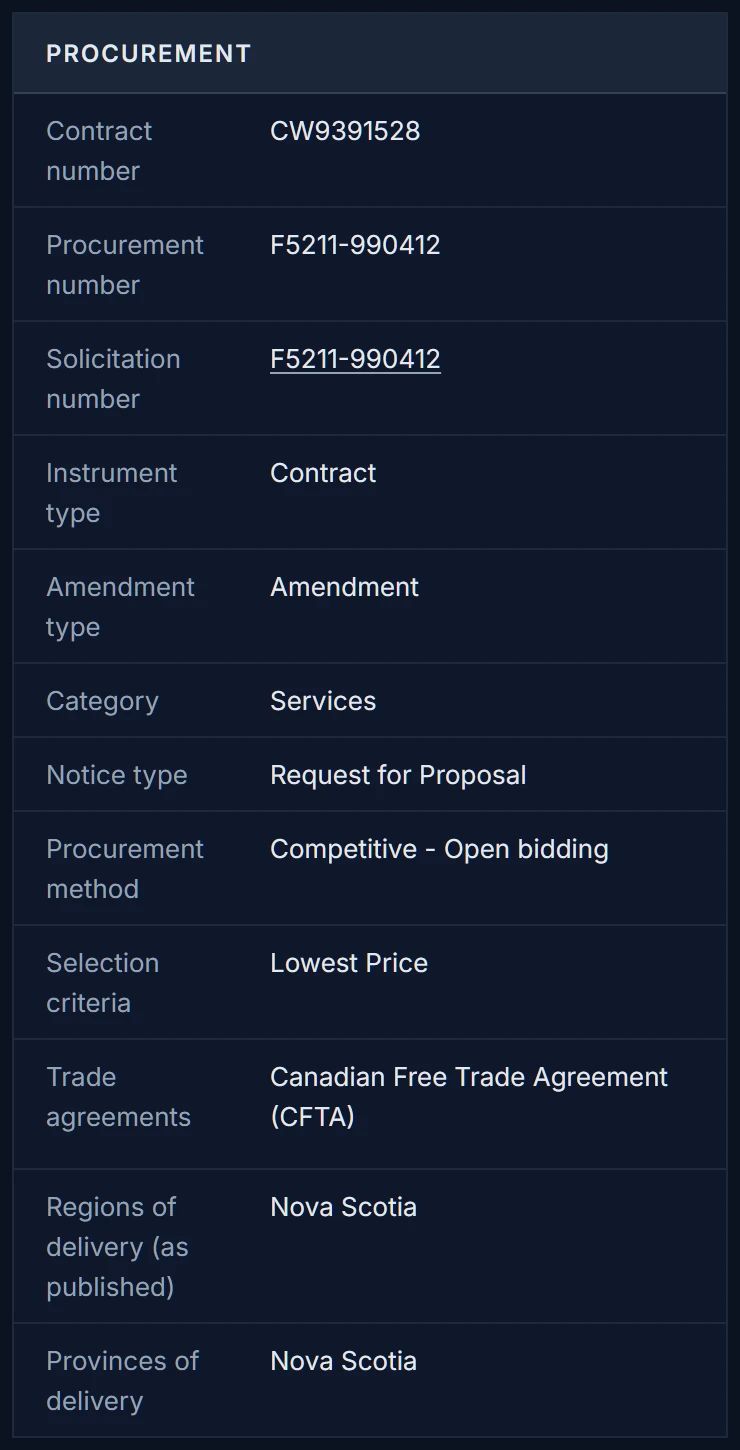 PROCUREMENT
Contract number
CW9391528
Procurement number
F5211-990412
Solicitation number
F5211-990412
Instrument type
Contract
Amendment type
Amendment
Category
Services
Notice type
Request for Proposal
Procurement method
Competitive - Open bidding
Selection criteria
Lowest Price
Trade agreements
Canadian Free Trade Agreement (CFTA)
Regions of delivery (as published)
Nova Scotia
Provinces of delivery
Nova Scotia